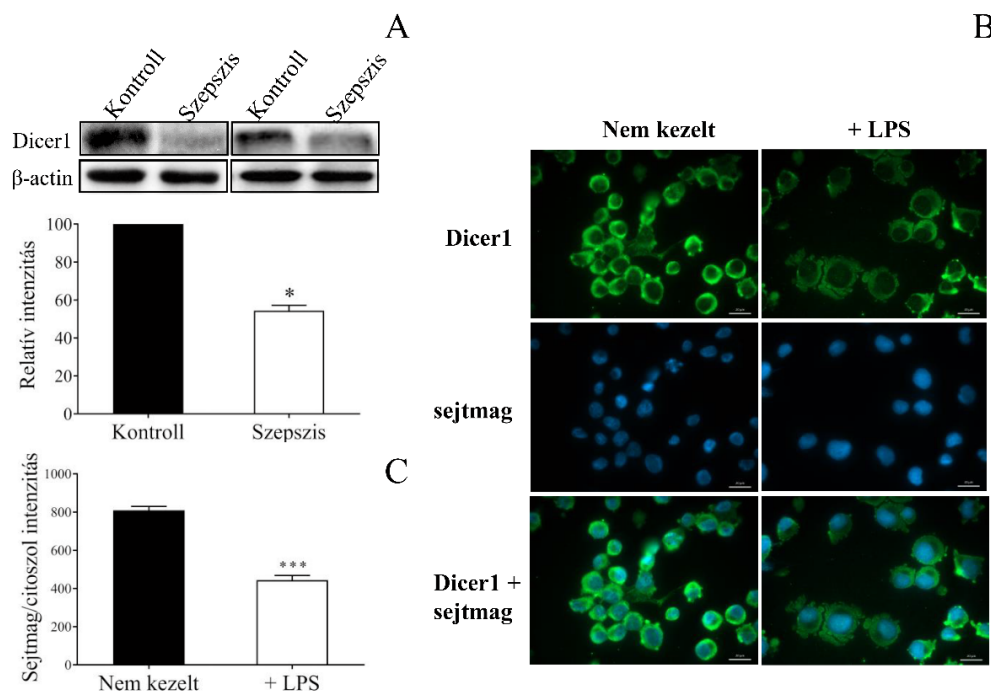 A
Kontroll Szepszis Kontroll Szepszis
Dicer1
β-actin
Relatív intenzitás
100
80
60
40
20
0
*
Kontroll Szepszis
C
Sejtmag/citoszol intenzitás
1000
800
600
400
200
0
***
Nem kezelt + LPS
B
Nem kezelt + LPS
Dicer1
sejtmag
Dicer1 +
sejtmag